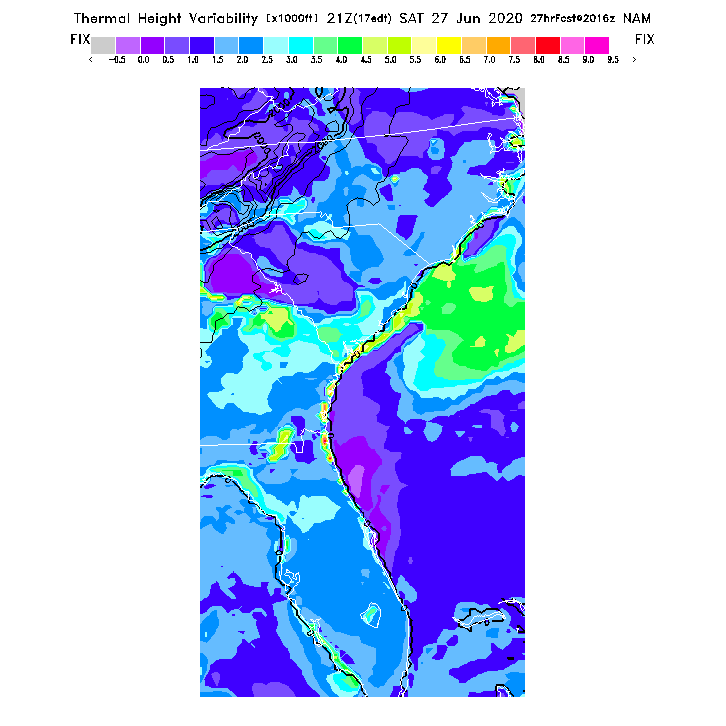 Thermal Height Variability [x1000ft] 21Z(17edt) SAT 27 Jun 2020 27hrFcst@2016z NAM
FIX FIX
< -0.5 0.0 0.5 1.0 1.5 2.0 2.5 3.0 3.5 4.0 4.5 5.0 5.5 6.0 6.5 7.0 7.5 8.0 8.5 9.0 9.5 >